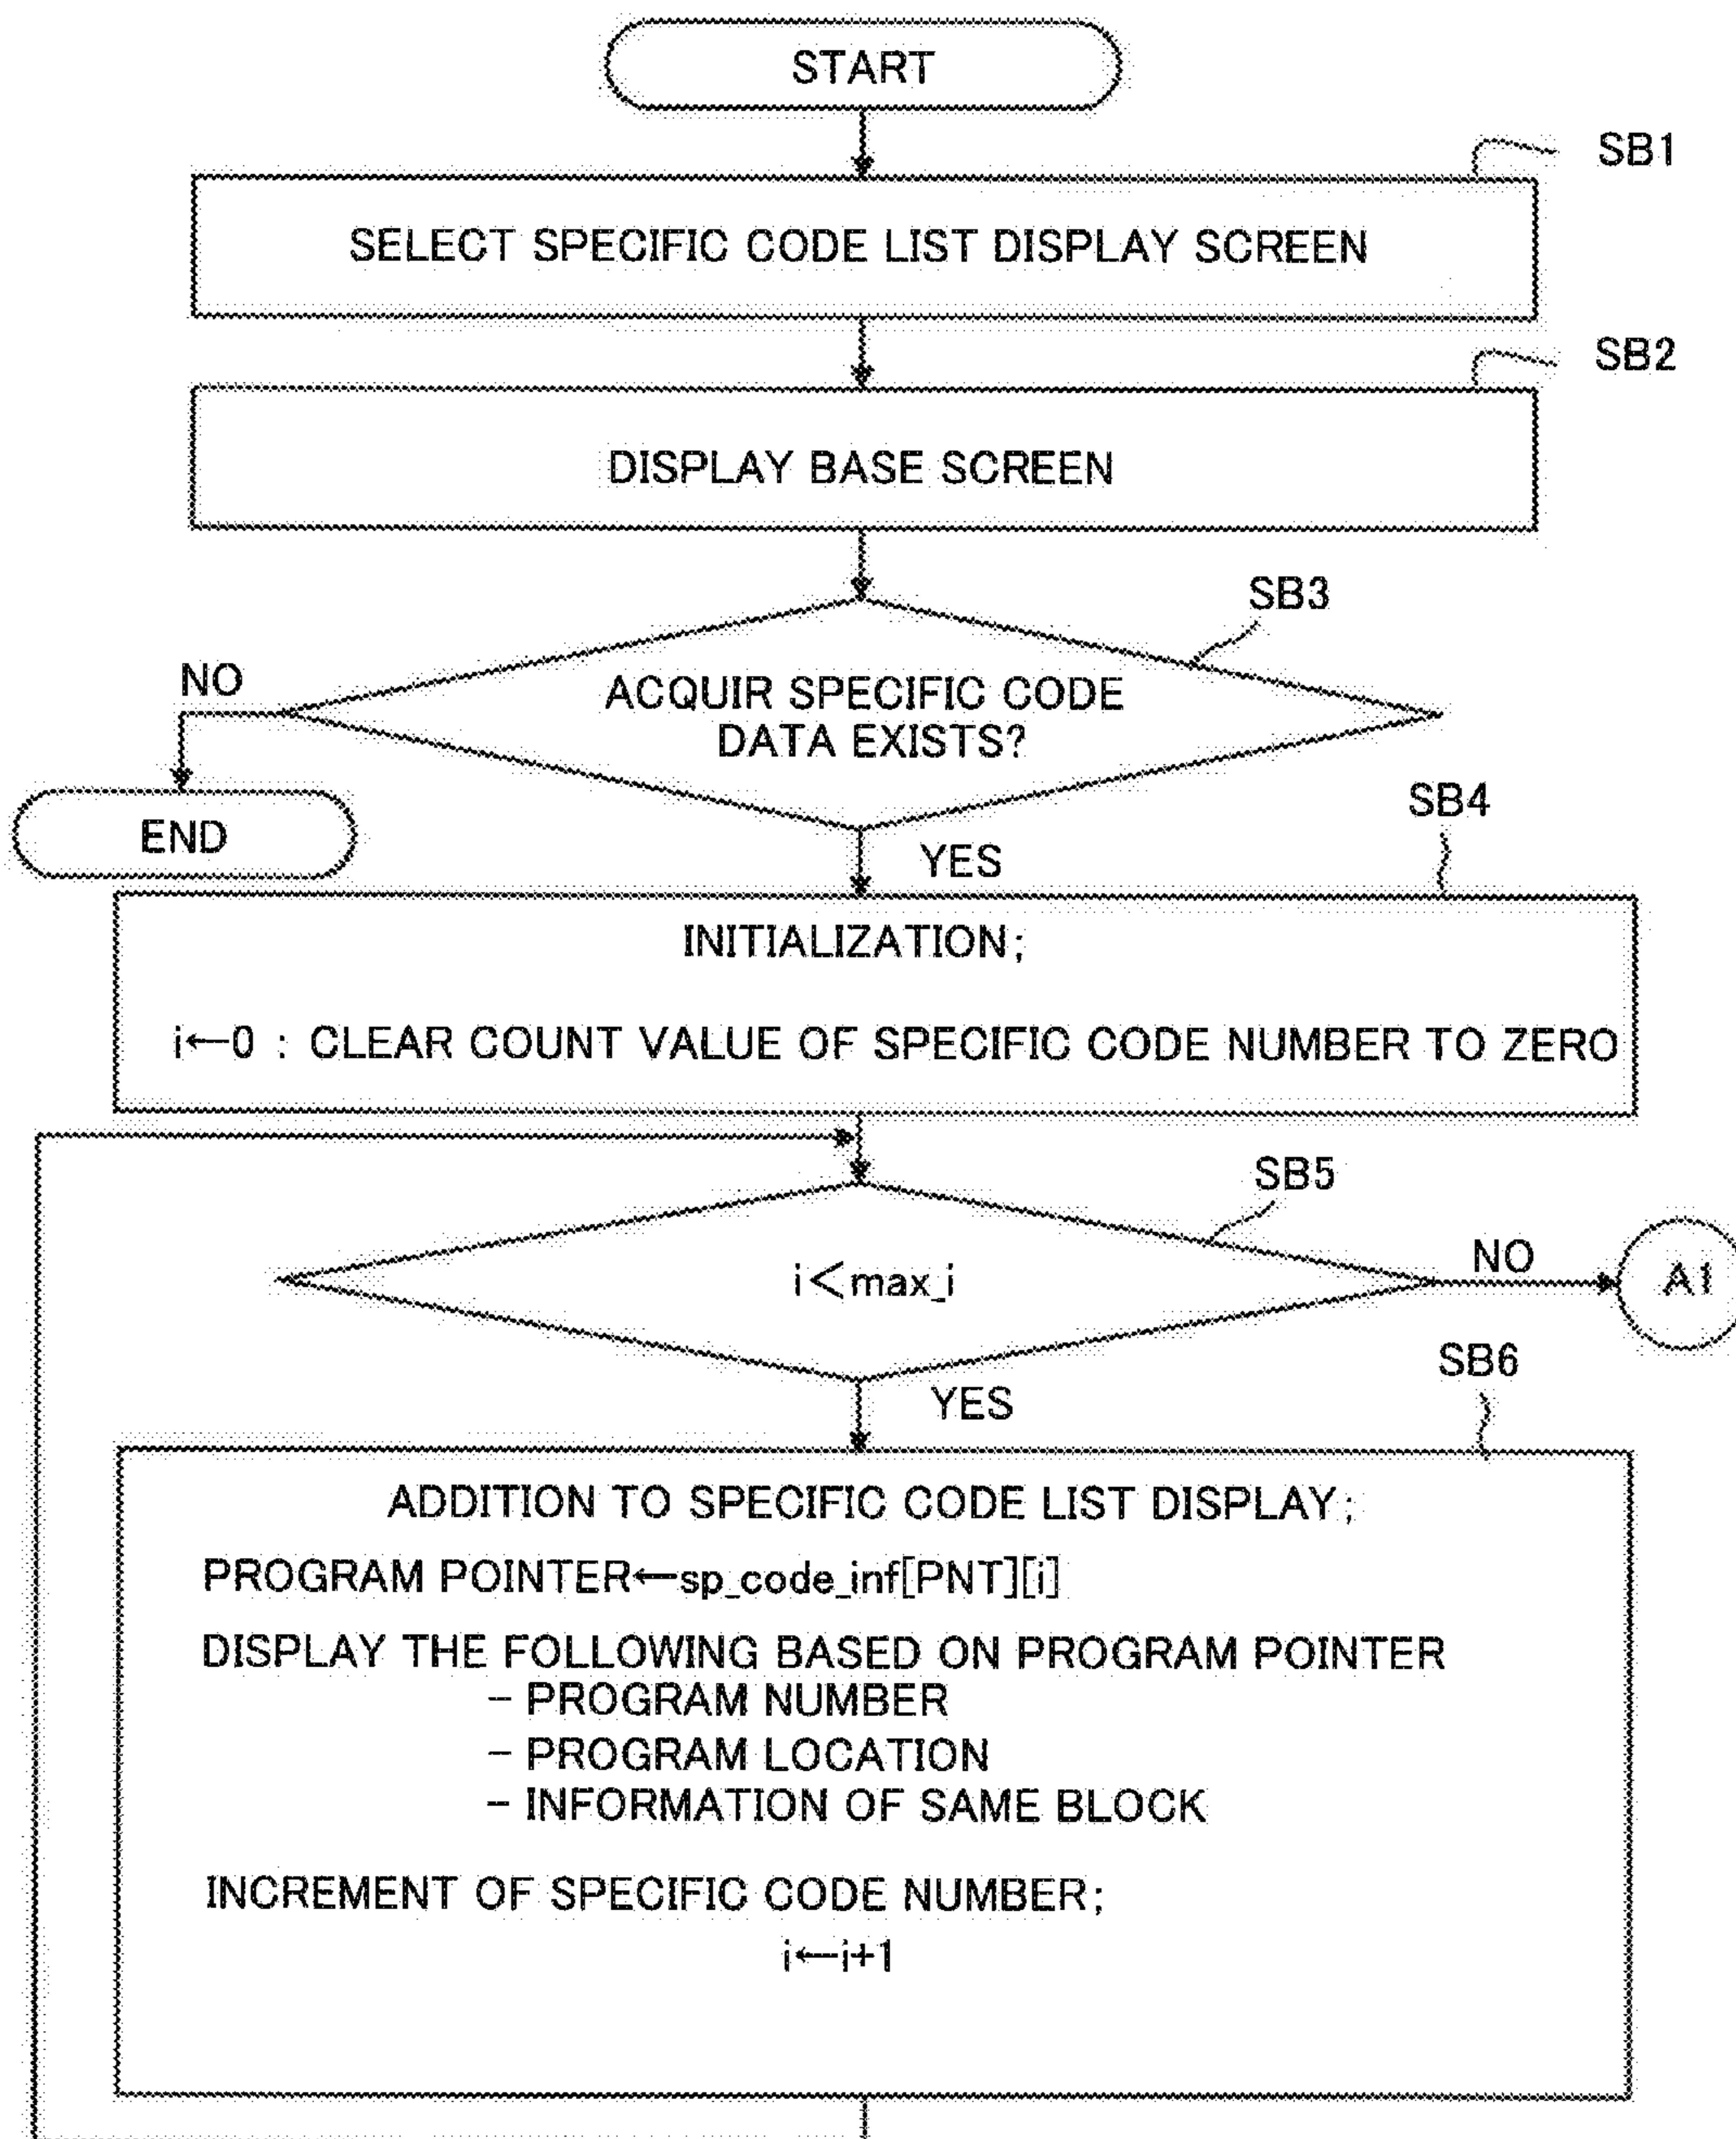 START
SB1
SELECT SPECIFIC CODE LIST DISPLAY SCREEN
SB2
DISPLAY BASE SCREEN
SB3
NO
ACQUIR SPECIFIC CODE
DATA EXISTS?
END
YES
SB4
INITIALIZATION;
i←0 : CLEAR COUNT VALUE OF SPECIFIC CODE NUMBER TO ZERO
SB5
i<max_i
NO
A1
YES
SB6
ADDITION TO SPECIFIC CODE LIST DISPLAY;
PROGRAM POINTER←sp_code_inf[PNT][i]
DISPLAY THE FOLLOWING BASED ON PROGRAM POINTER
– PROGRAM NUMBER
– PROGRAM LOCATION
– INFORMATION OF SAME BLOCK
INCREMENT OF SPECIFIC CODE NUMBER;
i←i+1